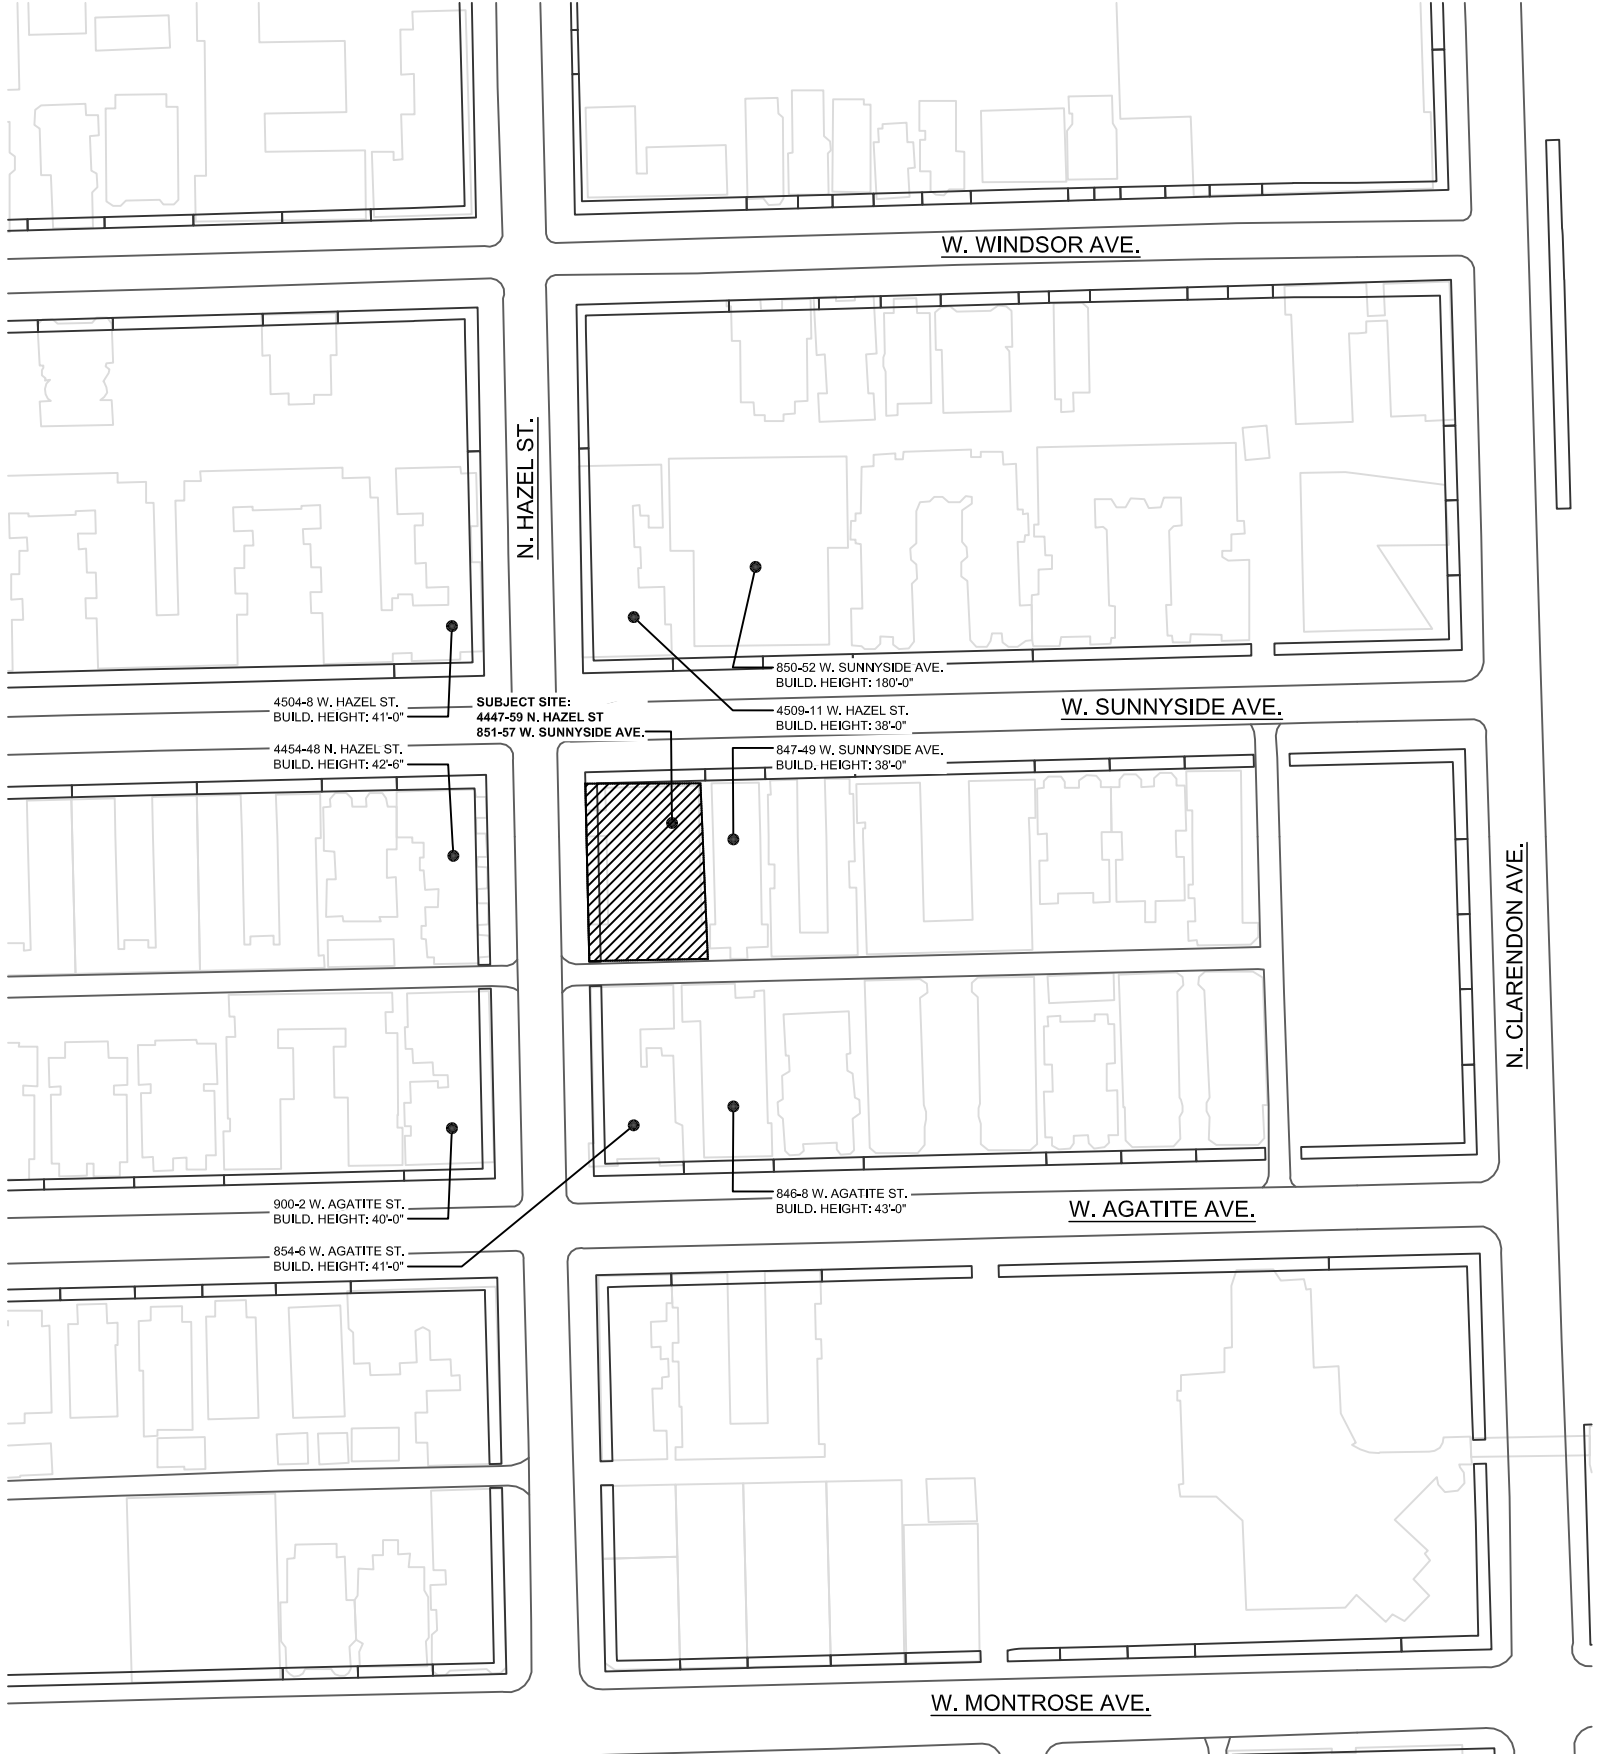 W. WINDSOR AVE.
N. HAZEL ST.
850-52 W. SUNNYSIDE AVE.
BUILD. HEIGHT: 180'-0"
4504-8 W. HAZEL ST.
BUILD. HEIGHT: 41'-0"
SUBJECT SITE:
4447-59 N. HAZEL ST
851-57 W. SUNNYSIDE AVE.
4509-11 W. HAZEL ST.
BUILD. HEIGHT: 38'-0"
W. SUNNYSIDE AVE.
4454-48 N. HAZEL ST.
BUILD. HEIGHT: 42'-6"
847-49 W. SUNNYSIDE AVE.
BUILD. HEIGHT: 38'-0"
N. CLARENDON AVE.
900-2 W. AGATITE ST.
BUILD. HEIGHT: 40'-0"
846-8 W. AGATITE ST.
BUILD. HEIGHT: 43'-0"
W. AGATITE AVE.
854-6 W. AGATITE ST.
BUILD. HEIGHT: 41'-0"
W. MONTROSE AVE.